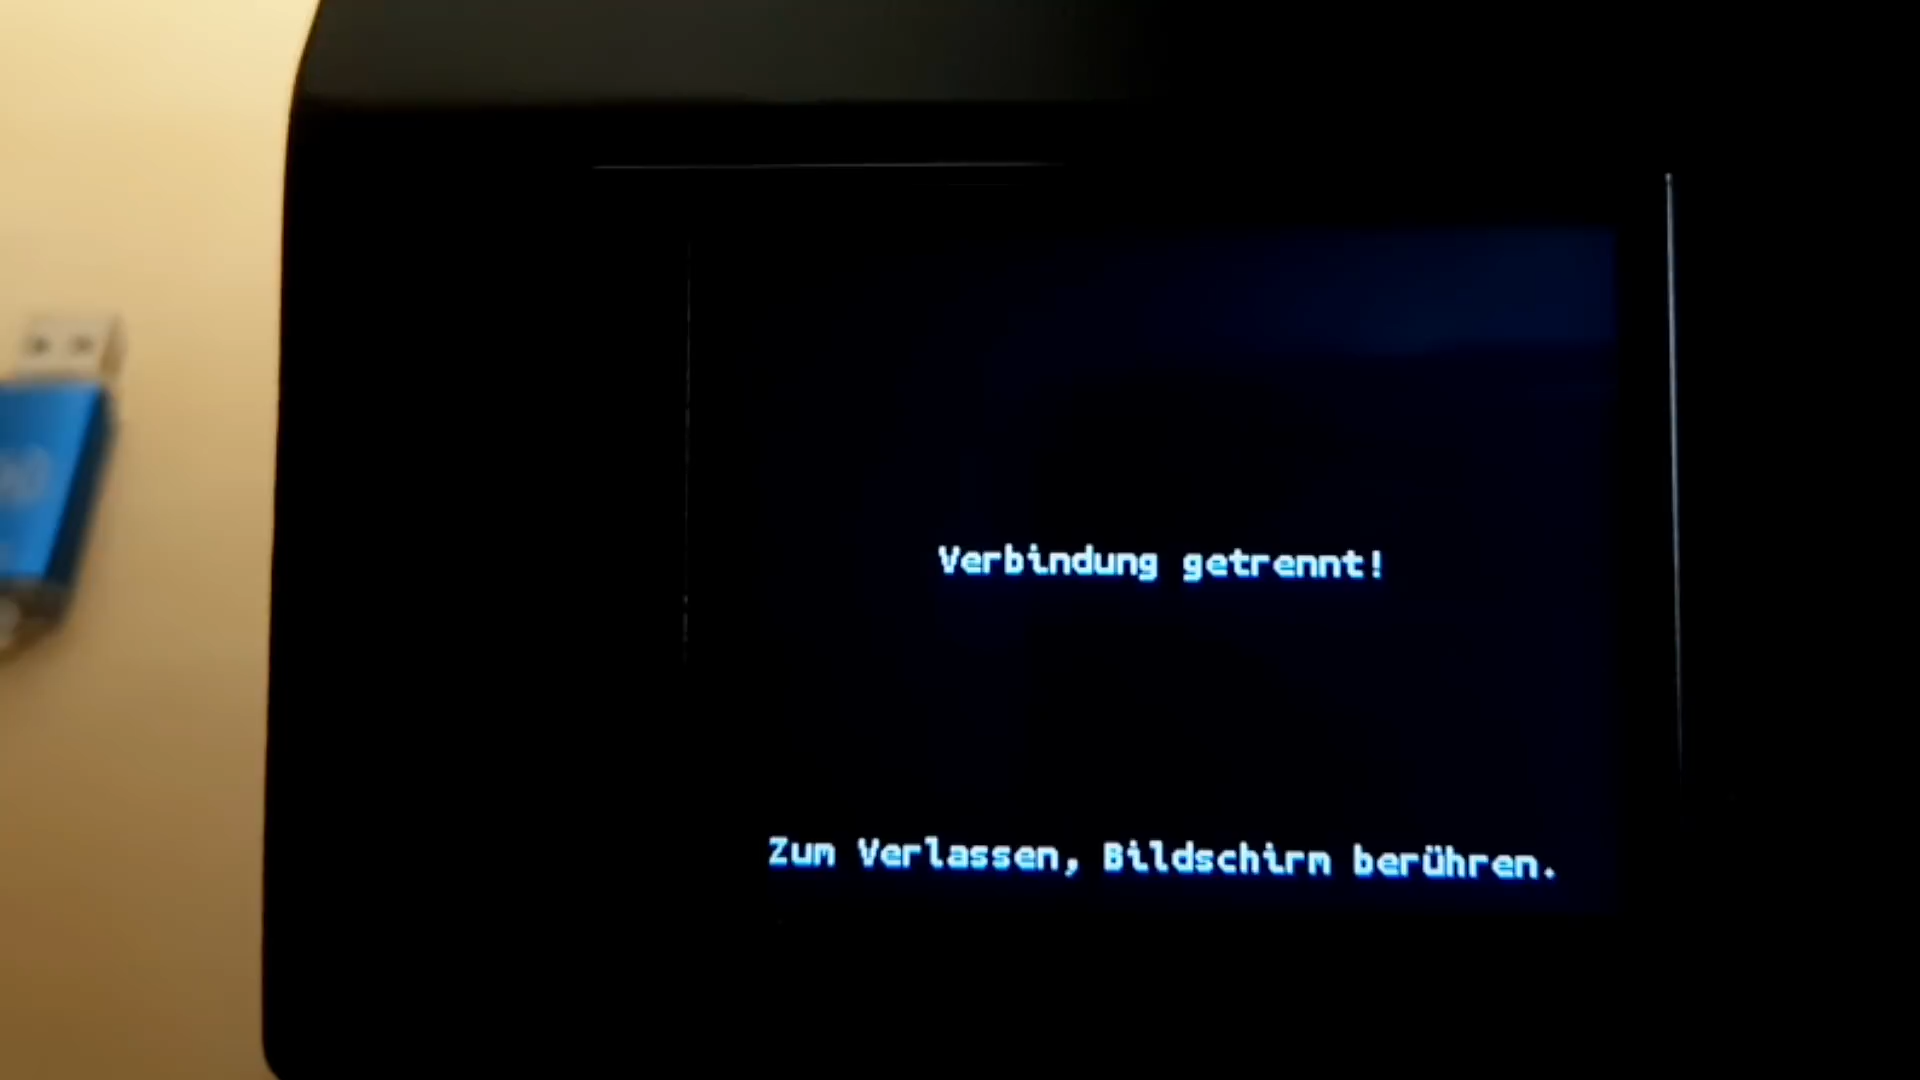 Verbindung getrennt!
Zum Verlassen, Bildschirm berühren.